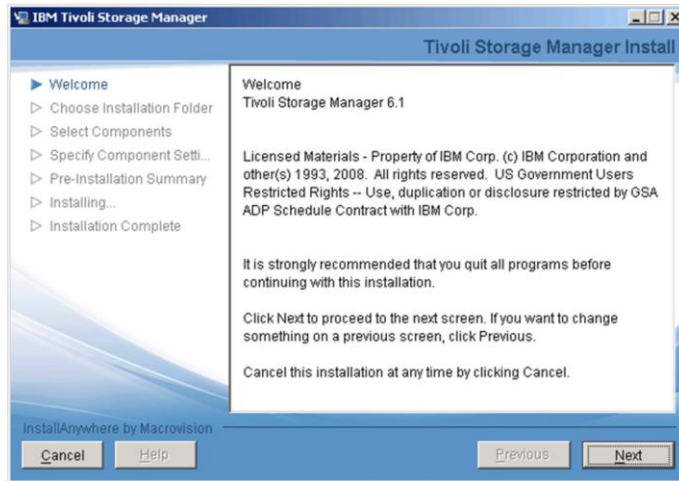 IBM Tivoli Storage Manager
Tivoli Storage Manager Install
Welcome
Choose Installation Folder
Select Components
Specify Component Setti...
Pre-Installation Summary
Installing...
Installation Complete
Welcome
Tivoli Storage Manager 6.1
Licensed Materials - Property of IBM Corp. (c) IBM Corporation and
other(s) 1993, 2008. All rights reserved. US Government Users
Restricted Rights -- Use, duplication or disclosure restricted by GSA
ADP Schedule Contract with IBM Corp.
It is strongly recommended that you quit all programs before
continuing with this installation.
Click Next to proceed to the next screen. If you want to change
something on a previous screen, click Previous.
Cancel this installation at any time by clicking Cancel.
InstallAnywhere by Macrovision
Cancel
Help
Previous
Next